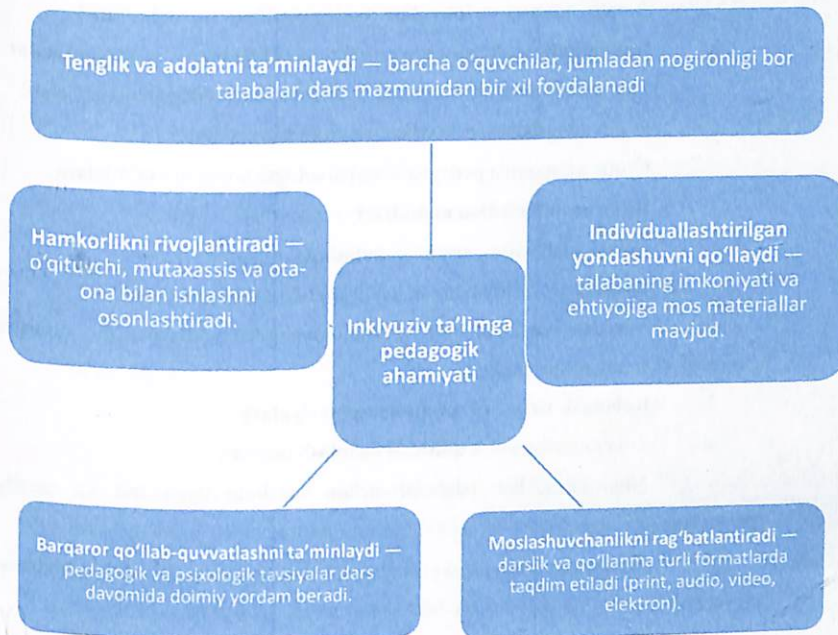 Tenglik va adolatni ta'minlaydi — barcha o'quvchilar, jumladan nogironligi bor
talabalar, dars mazmunidan bir xil foydalanadi
Hamkorlikni rivojlantiradi —
o'qituvchi, mutaxassis va ota-
ona bilan ishlashni
osonlashtiradi.
Individuallashtirilgan
yondashuvni qo'llaydi —
talabaning imkoniyati va
ehtiyojiga mos materiallar
mavjud.
Inklyuziv ta'limga
pedagogik
ahamiyati
Barqaror qo'llab-quvvatlashni ta'minlaydi —
pedagogik va psixologik tavsiyalar dars
davomida doimiy yordam beradi.
Moslashuvchanlikni rag'batlantiradi —
darslik va qo'llanma turli formatlarda
taqdim etiladi (print, audio, video,
elektron).